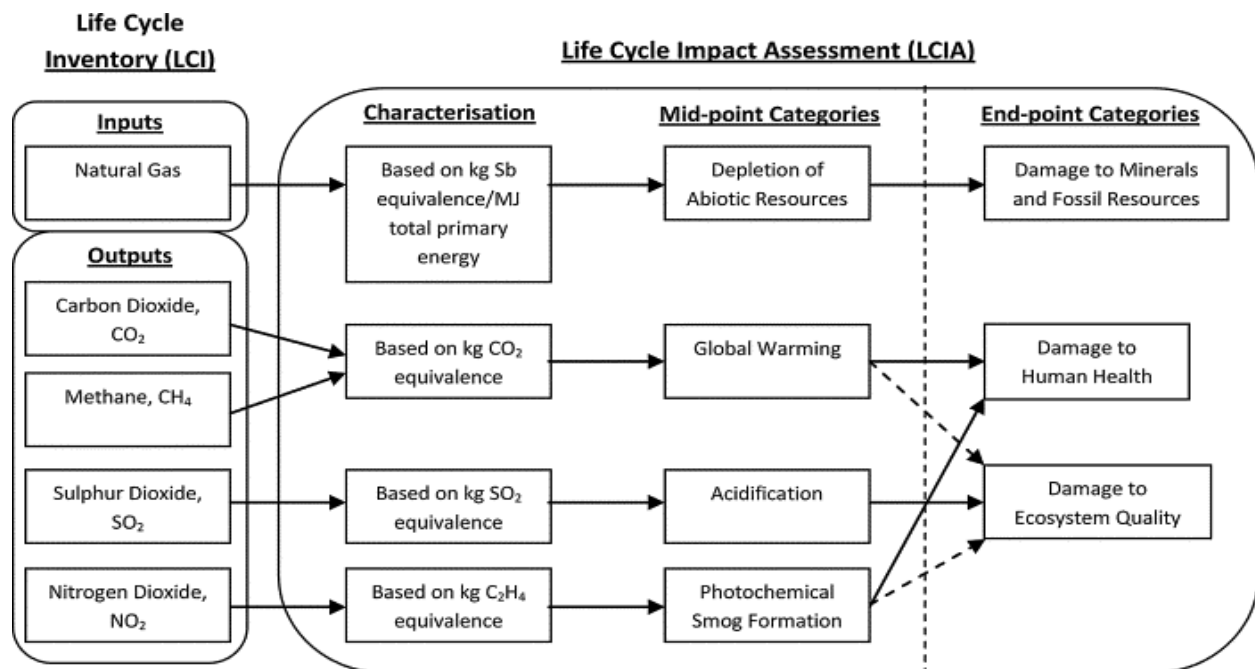 Life Cycle
Inventory (LCI)
Life Cycle Impact Assessment (LCIA)
Inputs
Natural Gas
Outputs
Carbon Dioxide,
CO₂
Methane, CH₄
Sulphur Dioxide,
SO₂
Nitrogen Dioxide,
NO₂
Characterisation
Based on kg Sb
equivalence/MJ
total primary
energy
Based on kg CO₂
equivalence
Based on kg SO₂
equivalence
Based on kg C₂H₄
equivalence
Mid-point Categories
Depletion of
Abiotic Resources
Global Warming
Acidification
Photochemical
Smog Formation
End-point Categories
Damage to Minerals
and Fossil Resources
Damage to
Human Health
Damage to
Ecosystem Quality